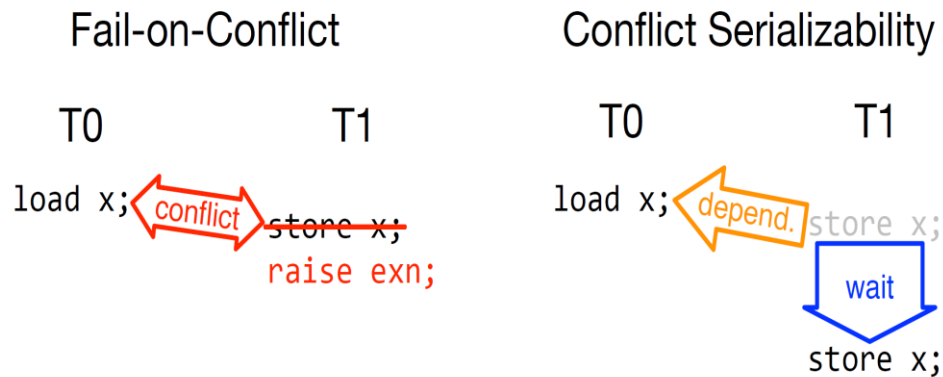 Fail-on-Conflict
T0 T1
load x;
conflict
store x;
raise exn;
Conflict Serializability
T0 T1
load x;
depend.
store x;
wait
store x;